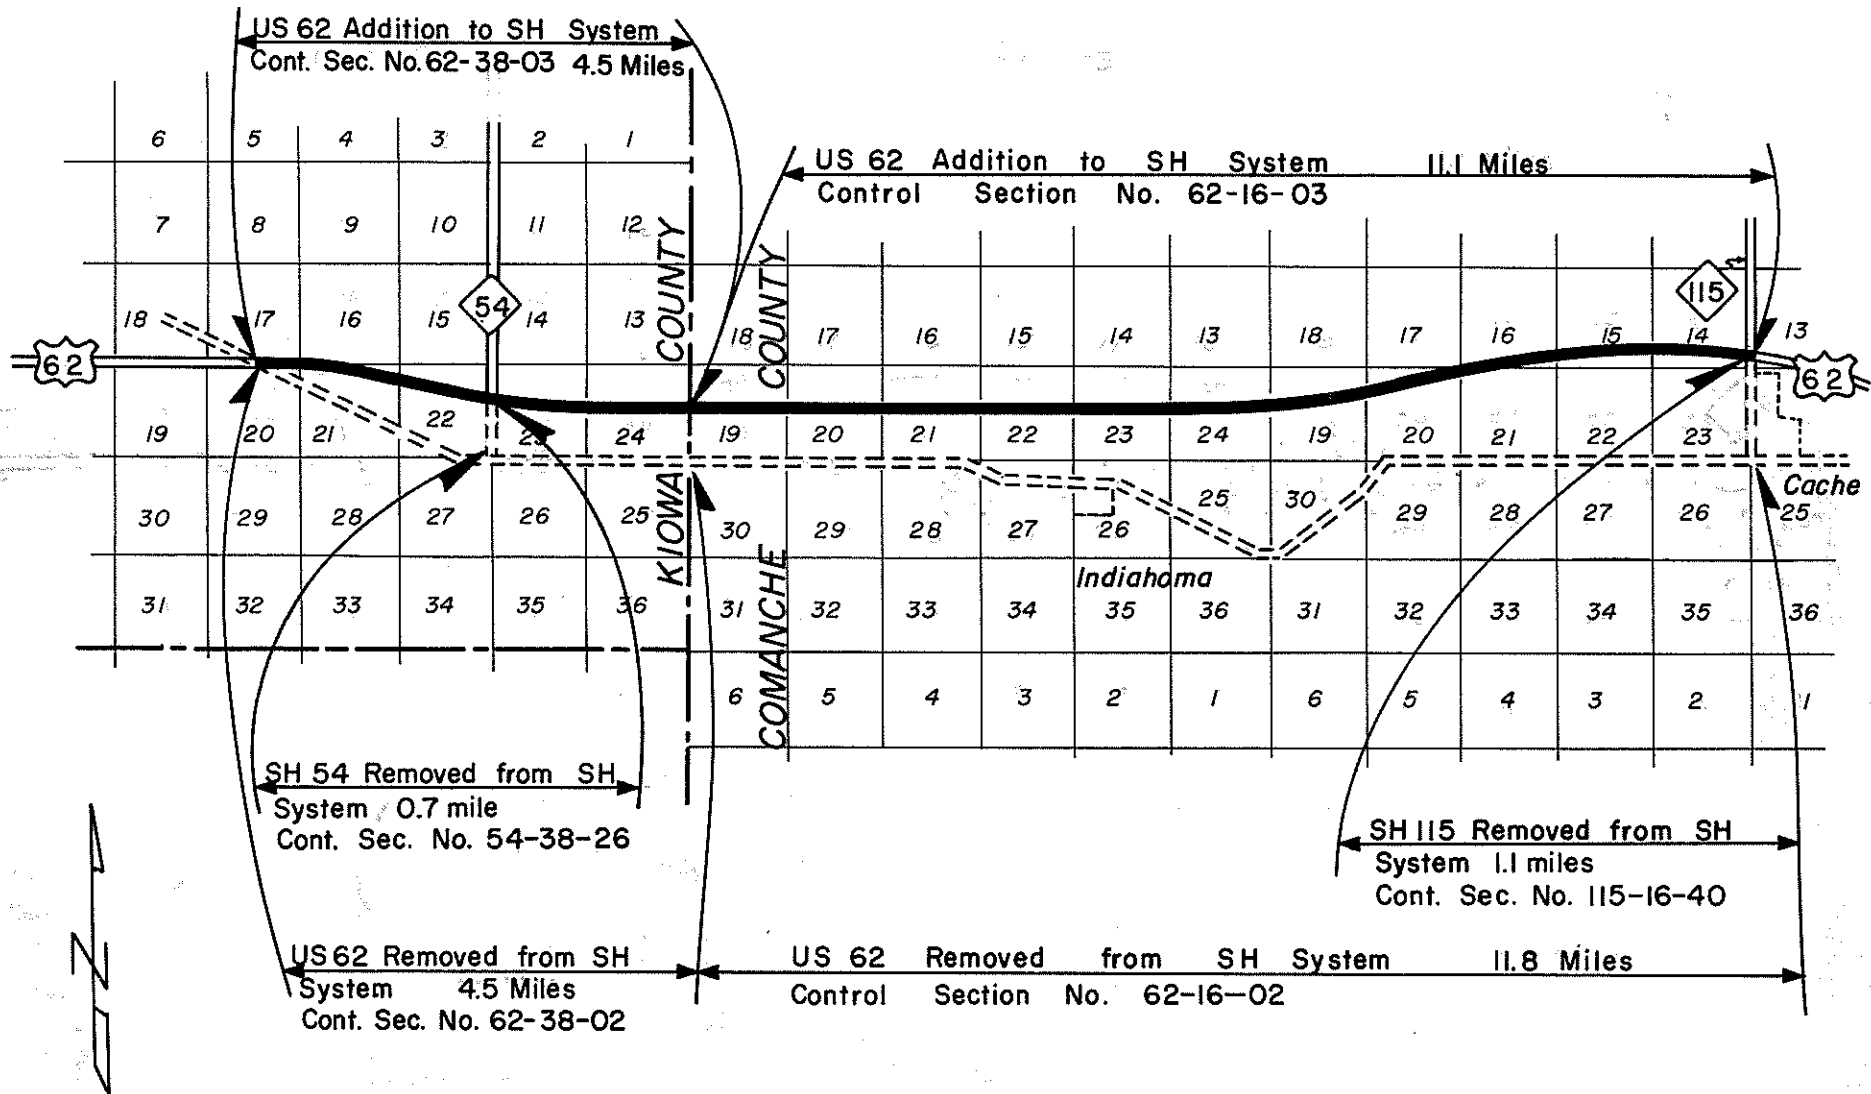 US 62 Addition to SH System
Cont. Sec. No. 62-38-03 4.5 Miles
6 5 4 3 2 1
US 62 Addition to SH System 11.1 Miles
Control Section No. 62-16-03
7 8 9 10 11 12
COUNTY
COUNTY
18 17 16 15 54 14 13
18 17 16 15 14 13 18 17 16 15 14 115 13
62
62
19 20 21 22 23 24
19 20 21 22 23 24 19 20 21 22 23
Cache
30 29 28 27 26 25
30 29 28 27 26 25 30 29 28 27 26 25
KIOWA
COMANCHE
Indiahoma
31 32 33 34 35 36
31 32 33 34 35 36 31 32 33 34 35 36
6 5 4 3 2 1 6 5 4 3 2 1
SH 54 Removed from SH
System 0.7 mile
Cont. Sec. No. 54-38-26
SH 115 Removed from SH
System 1.1 miles
Cont. Sec. No. 115-16-40
N
US 62 Removed from SH
System 4.5 Miles
Cont. Sec. No. 62-38-02
US 62 Removed from SH System 11.8 Miles
Control Section No. 62-16-02